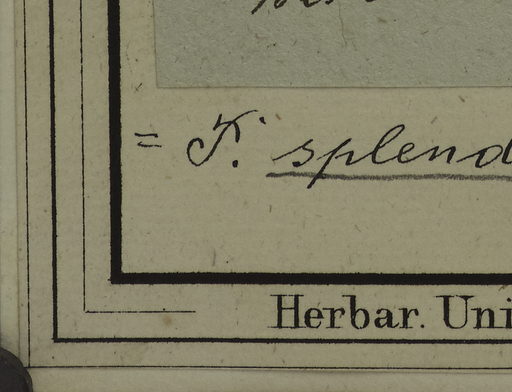 = T. splend
Herbar. Uni